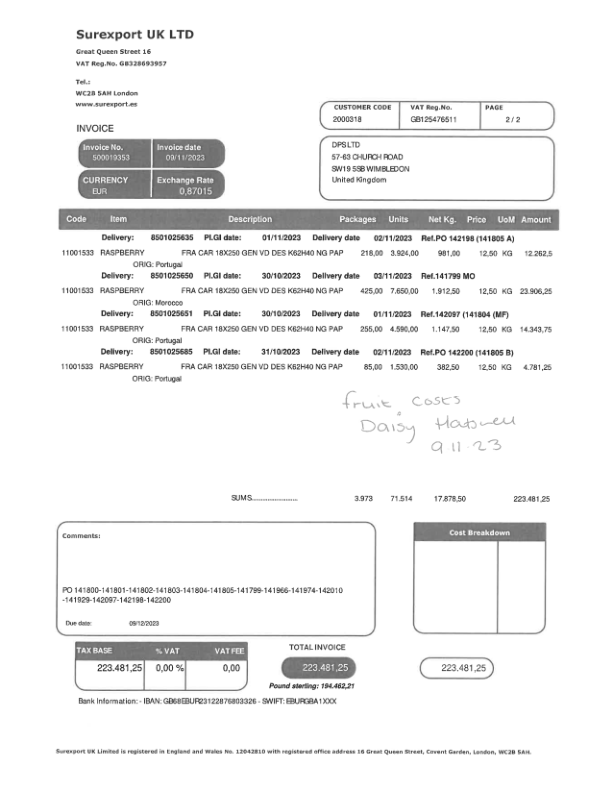 Surexport UK LTD
Great Queen Street 16
VAT Reg.No. GB328693957
Tel.:
WC2B 5AH London
www.surexport.es
CUSTOMER CODE VAT Reg.No. PAGE
2000318 GB125476511 2 / 2
INVOICE
Invoice No. Invoice date
500019353 09/11/2023
CURRENCY Exchange Rate
EUR 0,87015
DPS LTD
57-63 CHURCH ROAD
SW19 5SB WIMBLEDON
United Kingdom
Code Item Description Packages Units Net Kg. Price UoM Amount
Delivery: 8501025635 Pl.GI date: 01/11/2023 Delivery date 02/11/2023 Ref.PO 142198 (141805 A)
11001533 RASPBERRY FRA CAR 18X250 GEN VD DES K62H40 NG PAP 218,00 3.924,00 981,00 12,50 KG 12.262,5
ORIG: Portugal
Delivery: 8501025650 Pl.GI date: 30/10/2023 Delivery date 03/11/2023 Ref.141799 MO
11001533 RASPBERRY FRA CAR 18X250 GEN VD DES K62H40 NG PAP 425,00 7.650,00 1.912,50 12,50 KG 23.906,25
ORIG: Morocco
Delivery: 8501025651 Pl.GI date: 30/10/2023 Delivery date 01/11/2023 Ref.142097 (141804 (MF)
11001533 RASPBERRY FRA CAR 18X250 GEN VD DES K62H40 NG PAP 255,00 4.590,00 1.147,50 12,50 KG 14.343,75
ORIG: Portugal
Delivery: 8501025685 Pl.GI date: 31/10/2023 Delivery date 02/11/2023 Ref.PO 142200 (141805 B)
11001533 RASPBERRY FRA CAR 18X250 GEN VD DES K62H40 NG PAP 85,00 1.530,00 382,50 12,50 KG 4.781,25
ORIG: Portugal
fruit costs
Daisy
9.11.23
SUMS........................ 3.973 71.514 17.878,50 223.481,25
Comments:
PO 141800-141801-141802-141803-141804-141805-141799-141966-141974-142010
-141929-142097-142198-142200
Due date: 09/12/2023
Cost Breakdown
TAX BASE % VAT VAT FEE TOTAL INVOICE
223.481,25 0,00 % 0,00 223.481,25 223.481,25
Pound sterling: 194.462,21
Bank Information: - IBAN: GB68EBUR23122876803326 - SWIFT: EBURGBA1XXX
Surexport UK Limited is registered in England and Wales No. 12042810 with registered office address 16 Great Queen Street, Covent Garden, London, WC2B 5AH.